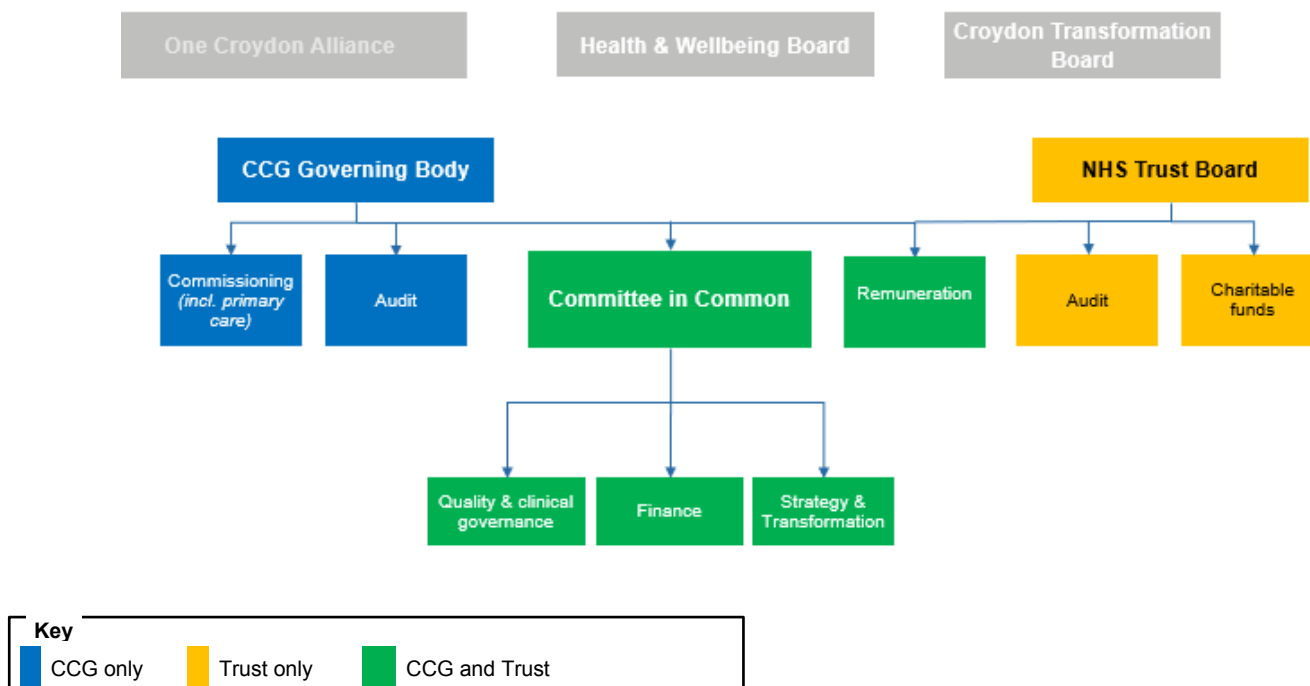 One Croydon Alliance
Health & Wellbeing Board
Croydon Transformation
Board
CCG Governing Body
NHS Trust Board
Commissioning
(incl. primary
care)
Audit
Committee in Common
Remuneration
Audit
Charitable
funds
Quality & clinical
governance
Finance
Strategy &
Transformation
Key
CCG only
Trust only
CCG and Trust